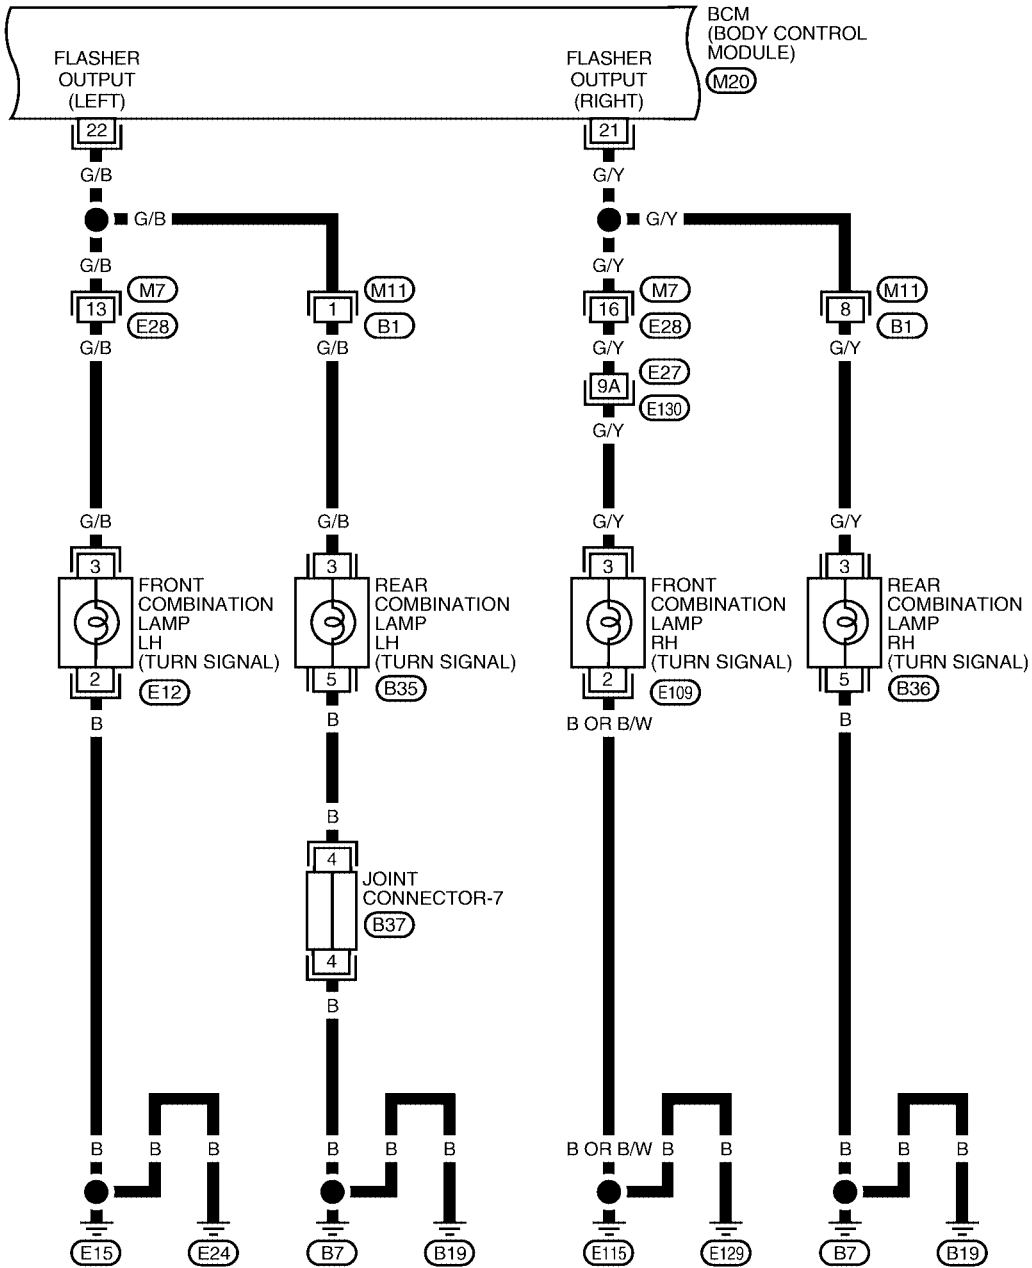 BCM
(BODY CONTROL
MODULE)
M20
FLASHER
OUTPUT
(LEFT)
FLASHER
OUTPUT
(RIGHT)
22
21
G/B
G/Y
G/B
G/Y
G/B
G/Y
M7
M11
M7
M11
13
1
16
8
E28
B1
E28
B1
G/B
G/B
G/Y
G/Y
E27
9A
E130
G/Y
G/B
G/B
G/Y
G/Y
3
FRONT
COMBINATION
LAMP
LH
(TURN SIGNAL)
2
E12
3
REAR
COMBINATION
LAMP
LH
(TURN SIGNAL)
5
B35
3
FRONT
COMBINATION
LAMP
RH
(TURN SIGNAL)
2
E109
3
REAR
COMBINATION
LAMP
RH
(TURN SIGNAL)
5
B36
B
B
B OR B/W
B
B
4
JOINT
CONNECTOR-7
B37
4
B
B
B
B
B
B
B
B OR B/W
B
B
B
B
B
E15
E24
B7
B19
E115
E129
B7
B19